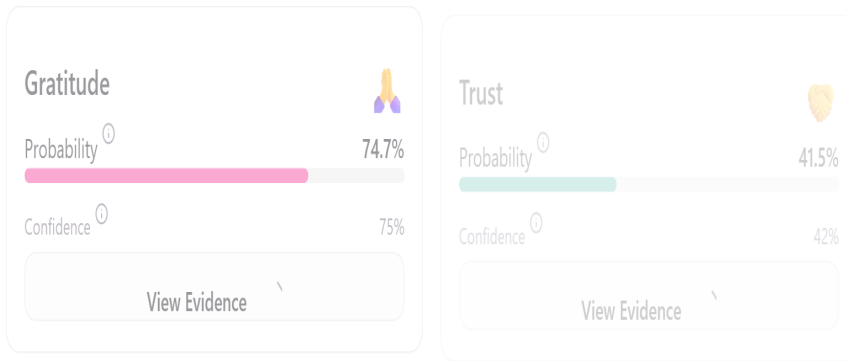 Gratitude
Probability
74.7%
Confidence
75%
View Evidence
Trust
Probability
41.5%
Confidence
42%
View Evidence